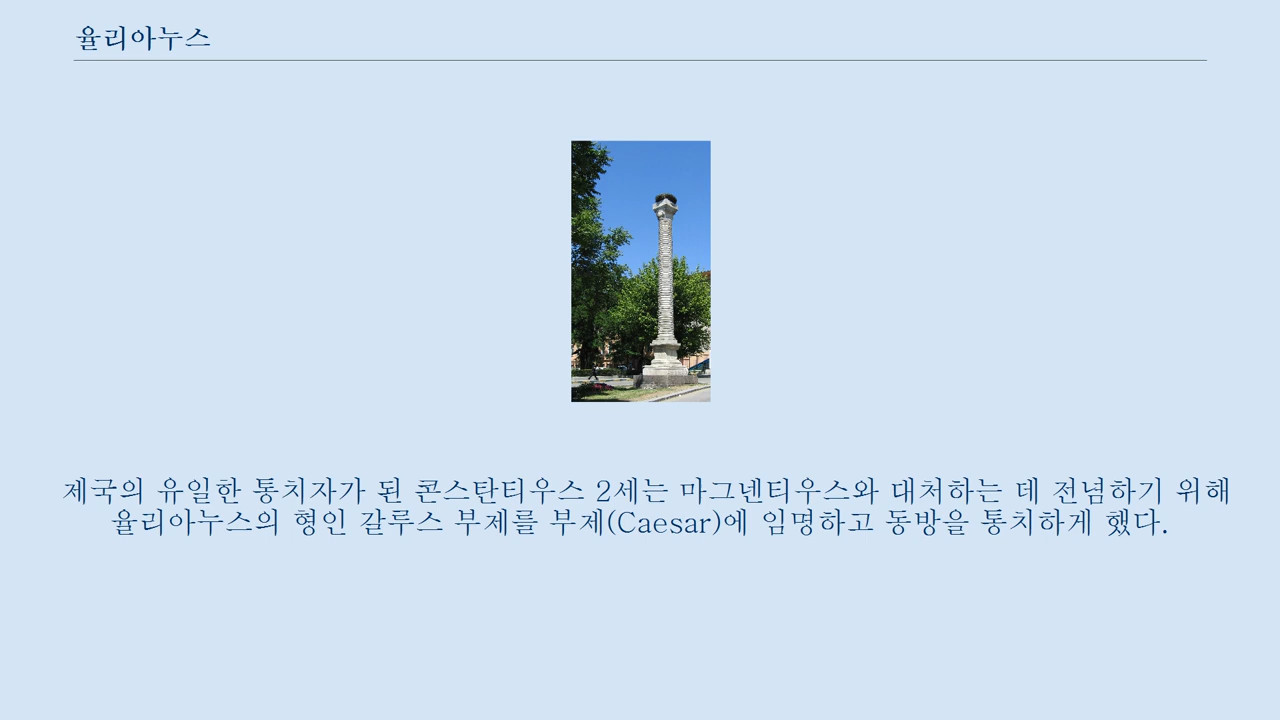 율리아누스
제국의 유일한 통치자가 된 콘스탄티우스 2세는 마그넨티우스와 대처하는 데 전념하기 위해
율리아누스의 형인 갈루스 부제를 부제(Caesar)에 임명하고 동방을 통치하게 했다.